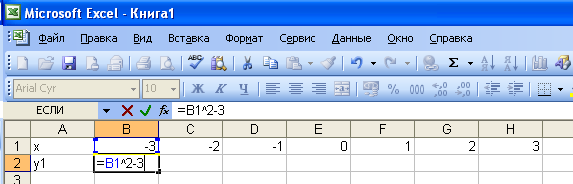 Microsoft Excel - Книга1
Файл Правка Вид Вставка Формат Сервис Данные Окно Справка
Arial Cyr 10 Ж К Ч
ЕСЛИ =B1^2-3
A B C D E F G H
1 x -3 -2 -1 0 1 2 3
2 y1 =B1^2-3
3